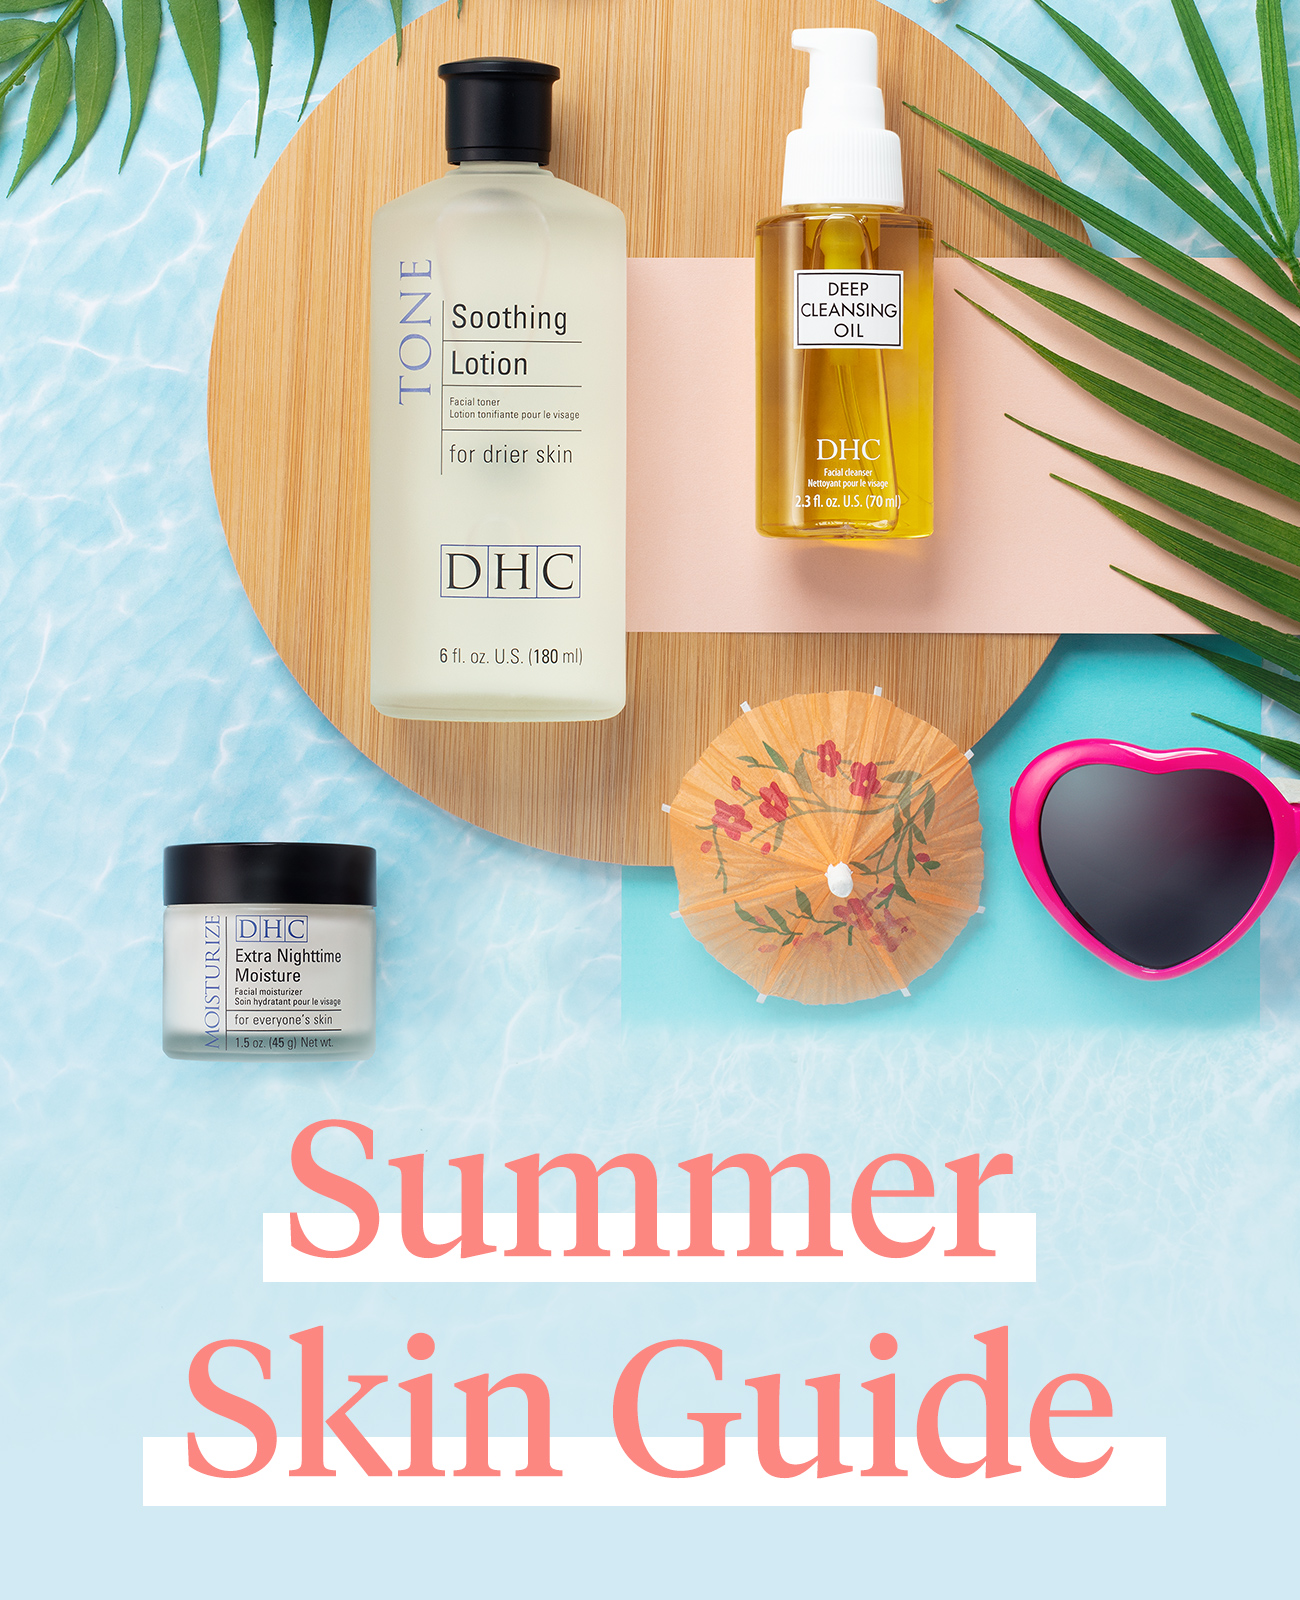 TONE
Soothing
Lotion
Facial toner
Lotion tonifiante pour le visage
for drier skin
DHC
6 fl. oz. U.S. (180 ml)
DEEP
CLEANSING
OIL
DHC
Facial cleanser
Nettoyant pour le visage
2.3 fl. oz. U.S. (70 ml)
MOISTURIZE
DHC
Extra Nighttime
Moisture
Facial moisturizer
Soin hydratant pour le visage
for everyone's skin
1.5 oz. (45 g) Net wt.
Summer
Skin Guide